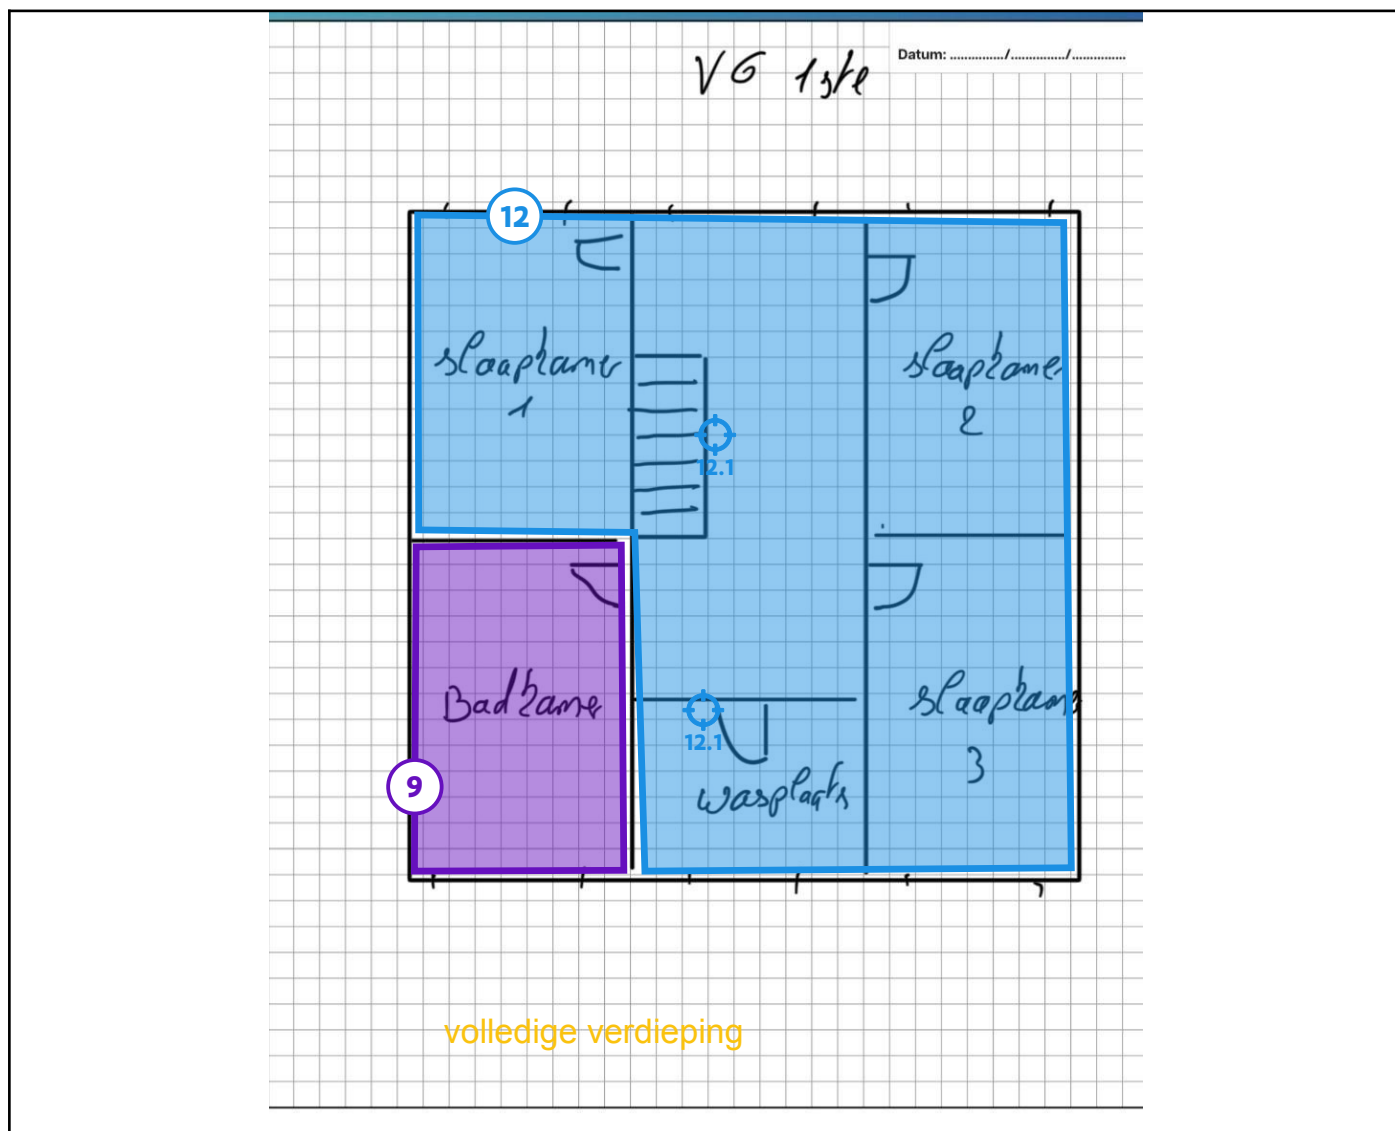 Datum: ............../............../..............
VG 1ste
12
slaapkamer
1
slaapkamer
2
12.1
Badkamer
slaapkamer
3
12.1
9
wasplaats
volledige verdieping